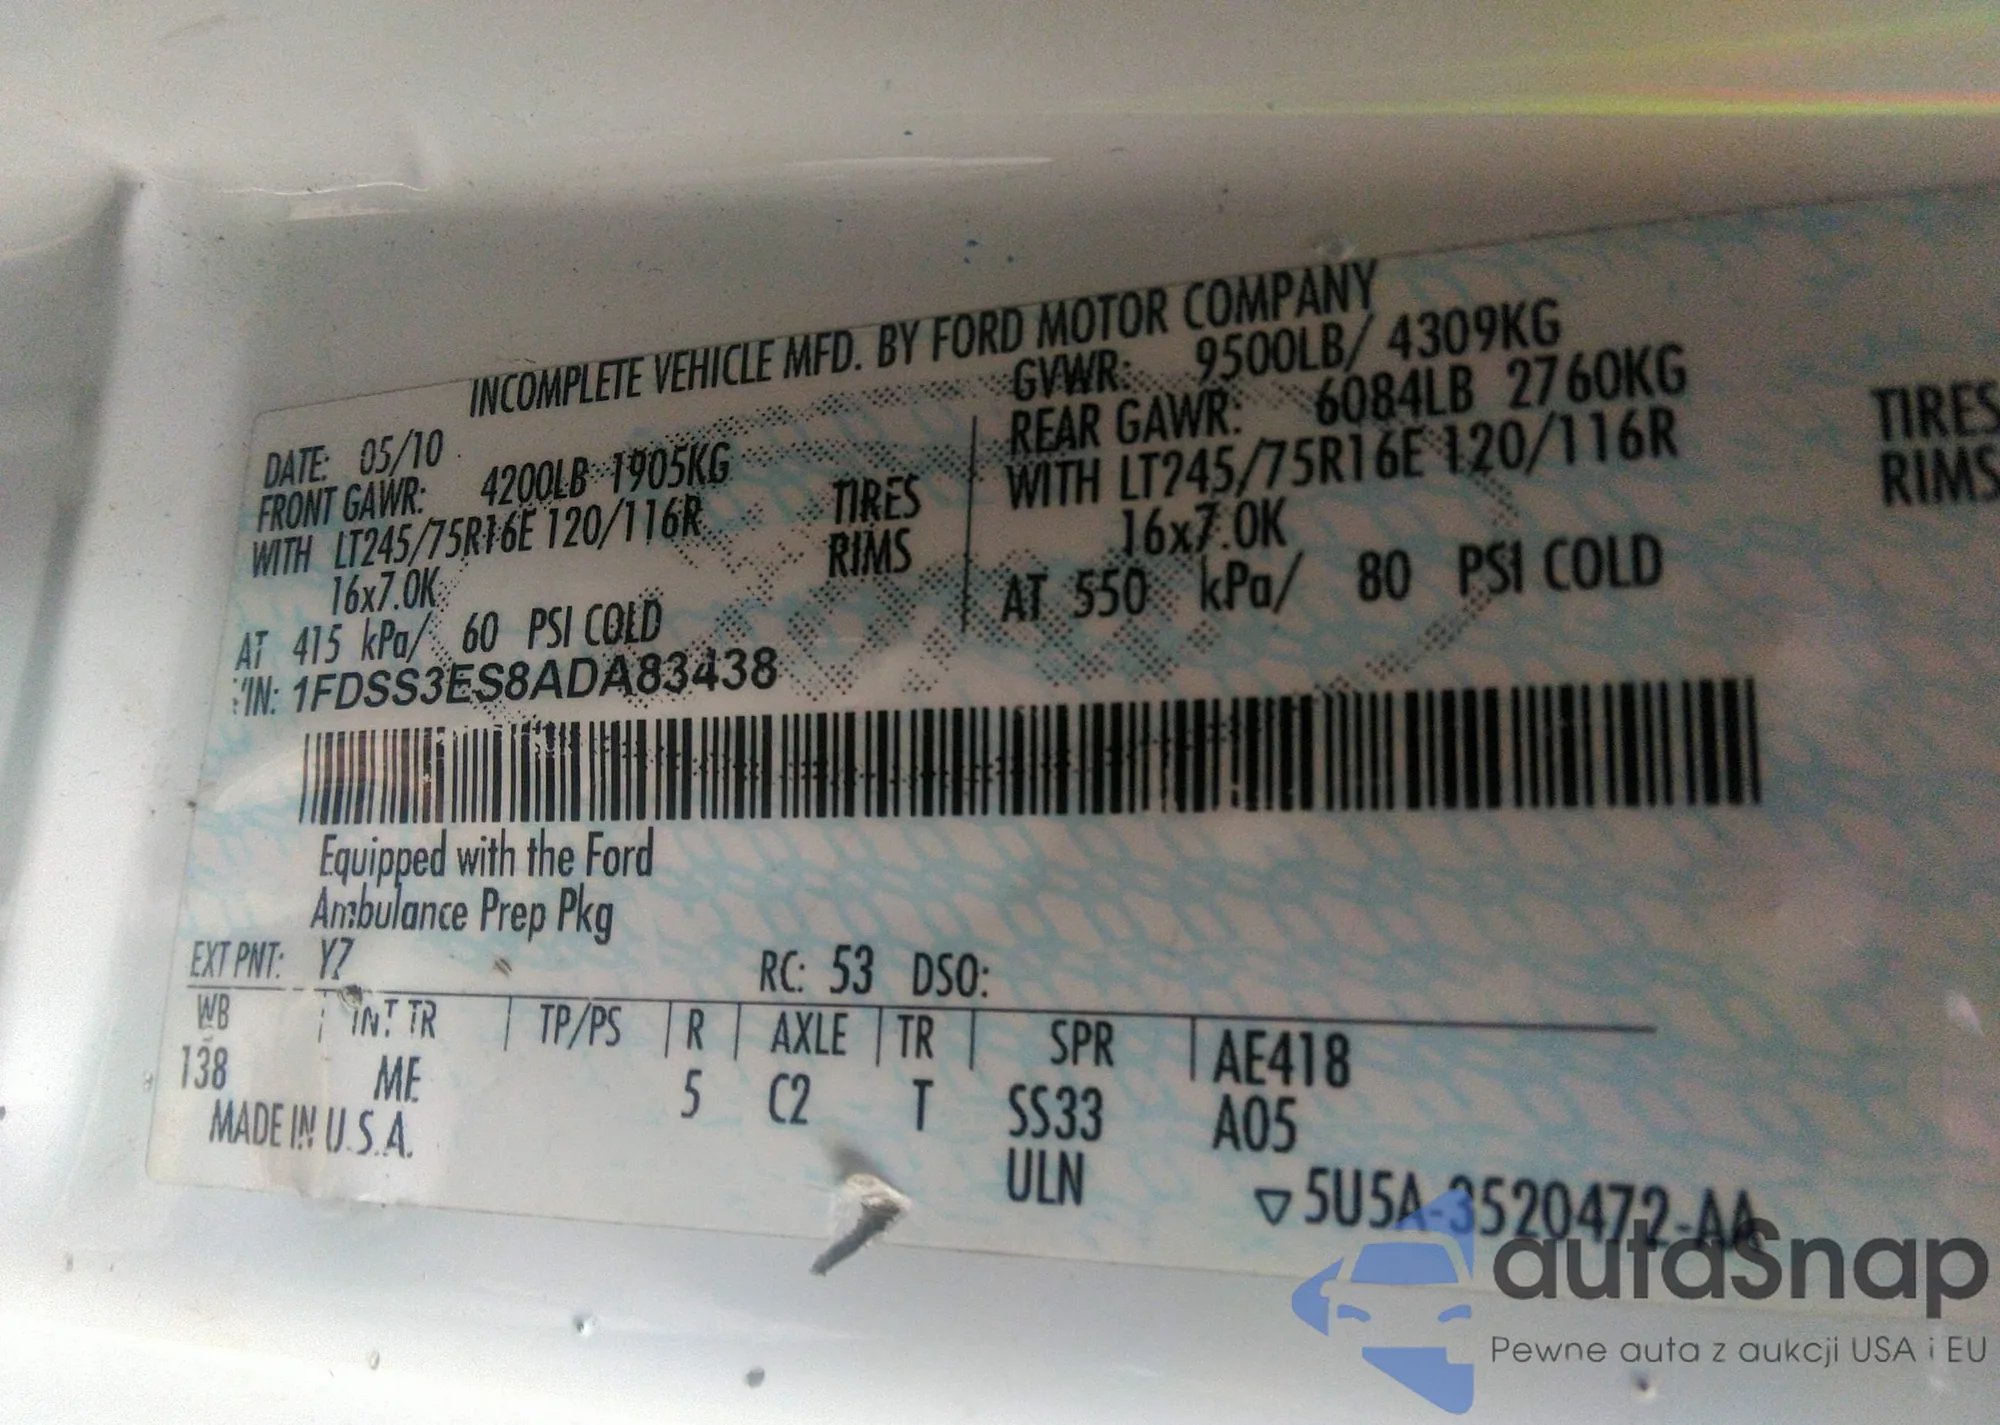 INCOMPLETE VEHICLE MFD. BY FORD MOTOR COMPANY
DATE: 05/10 GVWR: 9500LB/ 4309KG
FRONT GAWR: 4200LB 1905KG REAR GAWR: 6084LB 2760KG
WITH LT245/75R16E 120/116R TIRES WITH LT245/75R16E 120/116R TIRES
16x7.0K RIMS 16x7.0K RIMS
AT 415 kPa/ 60 PSI COLD AT 550 kPa/ 80 PSI COLD
VIN: 1FDSS3ES8ADA83438
Equipped with the Ford
Ambulance Prep Pkg
EXT PNT: YZ RC: 53 DSO:
WB INT TR TP/PS R AXLE TR SPR AE418
138 ME 5 C2 T SS33 A05
MADE IN U.S.A. ULN
5U5A-3520472-AA
autoSnap
Pewne auta z aukcji USA i EU